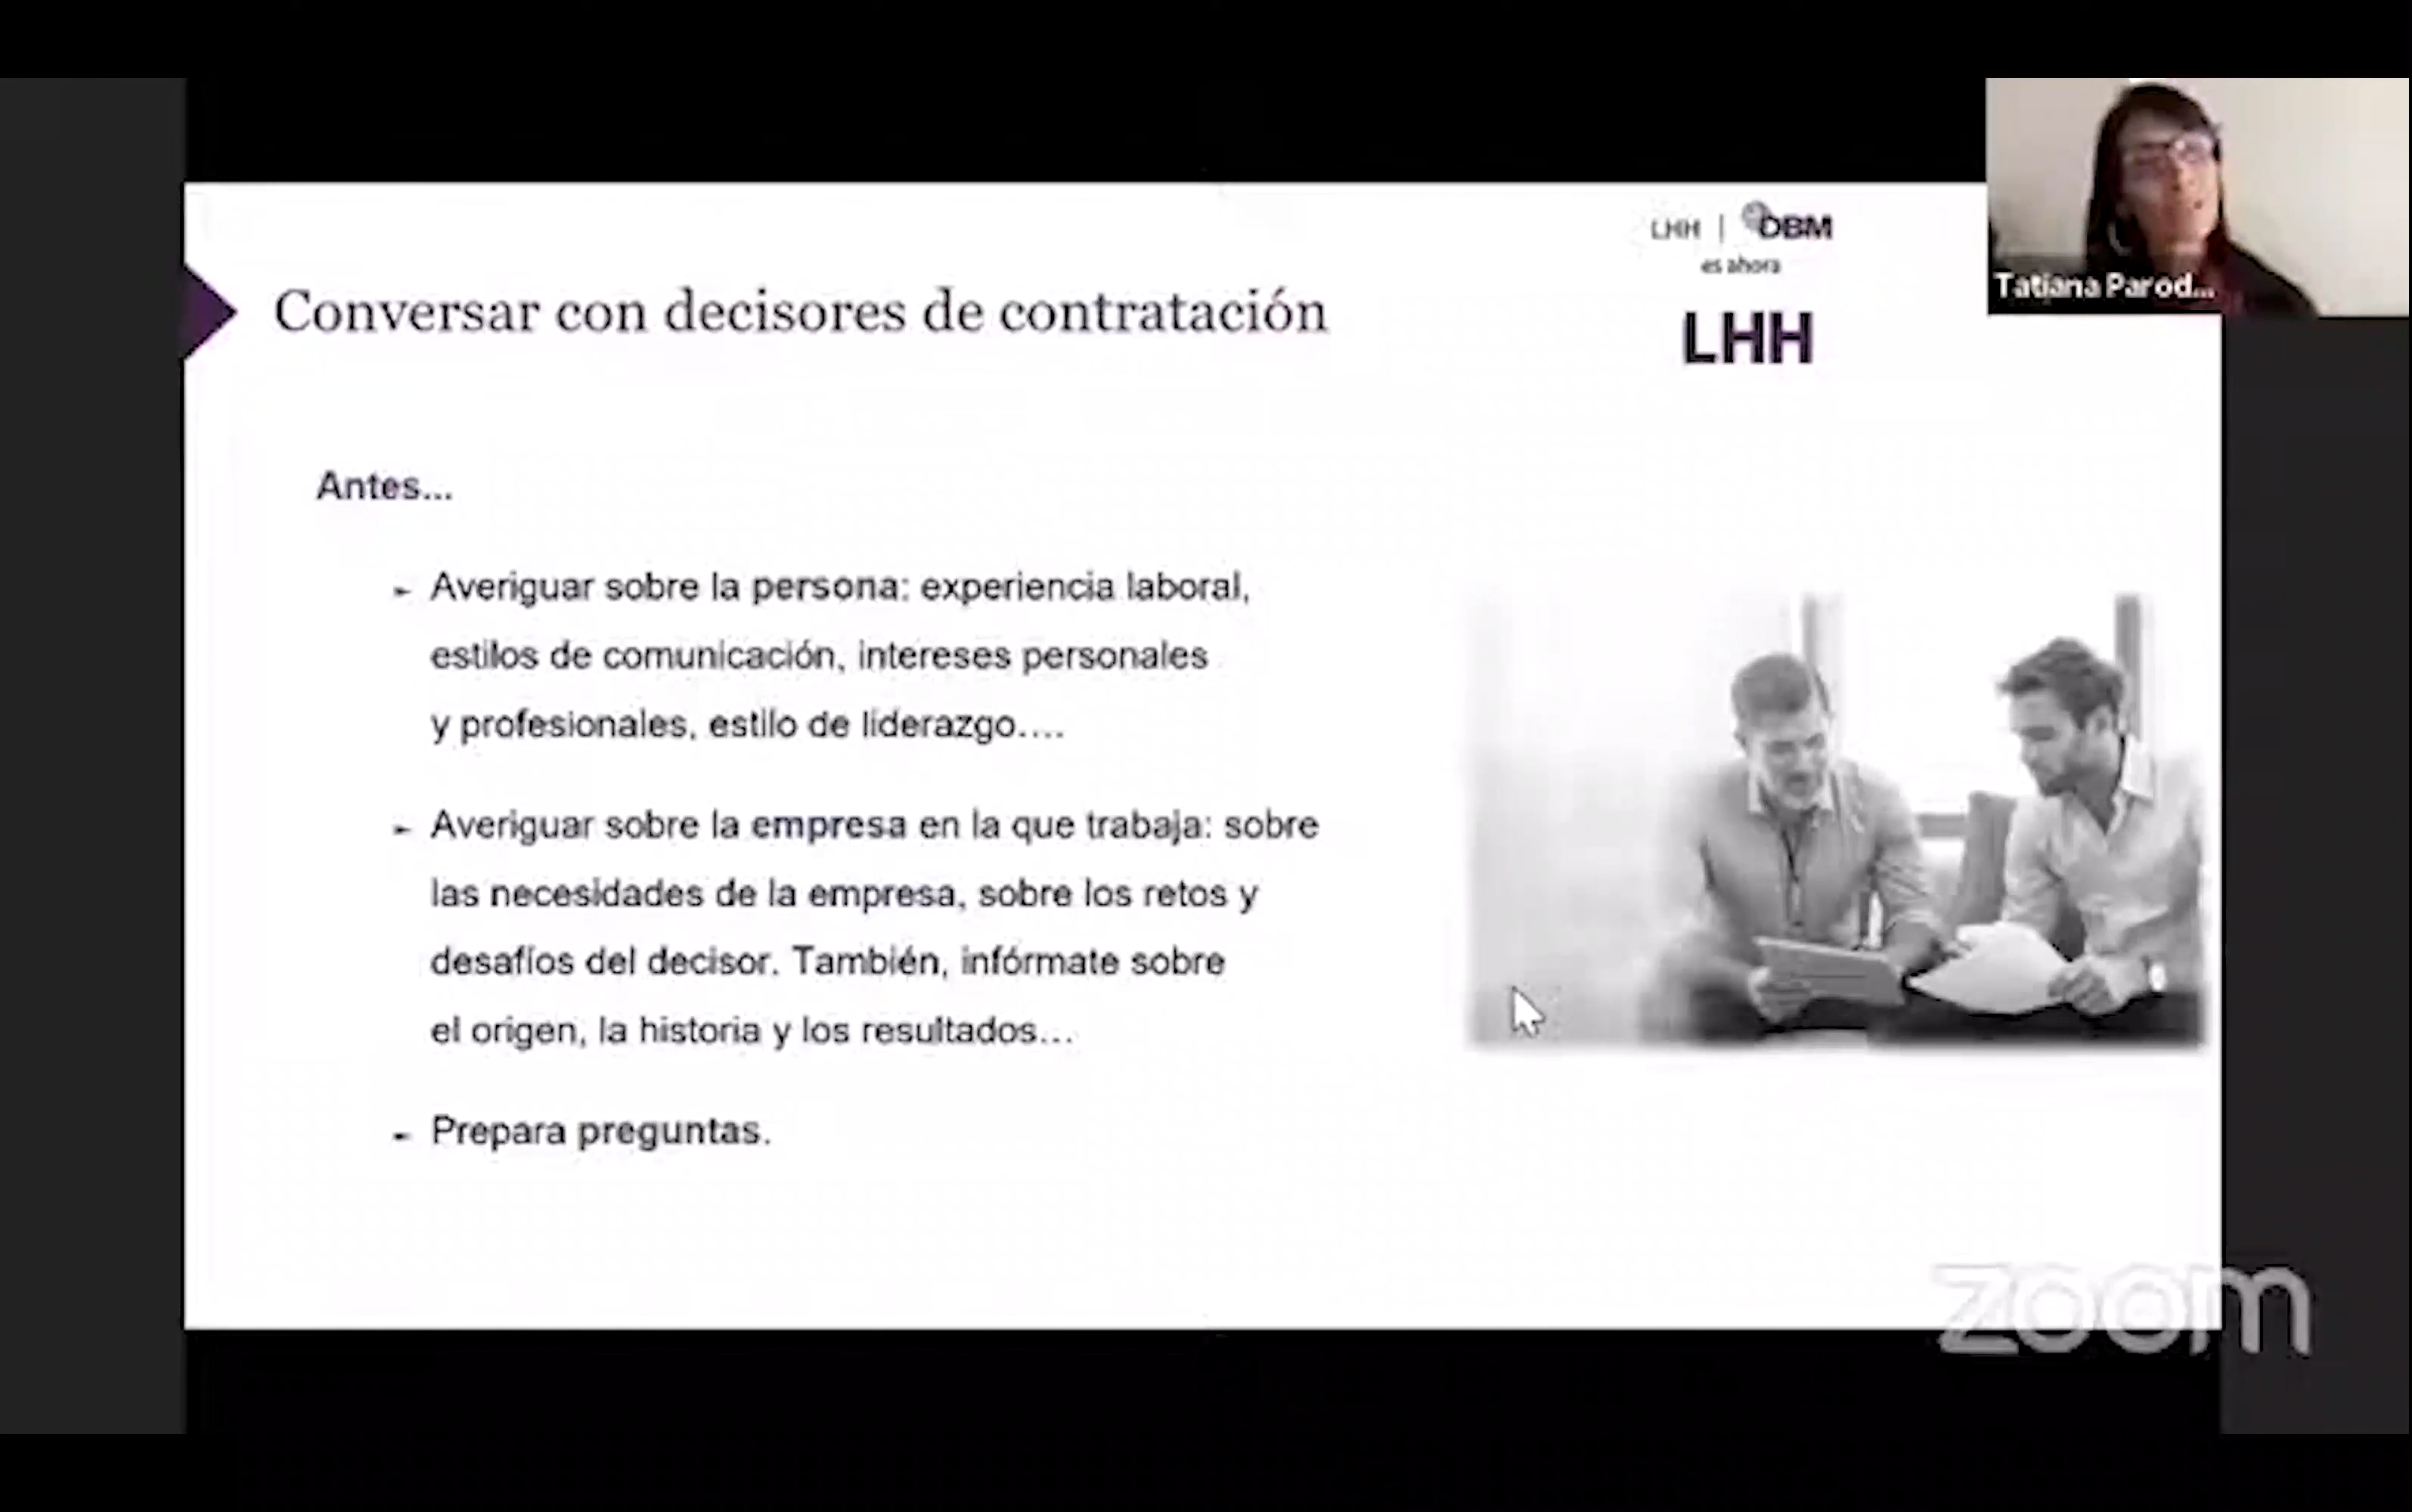 LHH | DBM
es ahora
LHH
Tatiana Parod...
Conversar con decisores de contratación
Antes...
➤ Averiguar sobre la persona: experiencia laboral,
estilos de comunicación, intereses personales
y profesionales, estilo de liderazgo....
➤ Averiguar sobre la empresa en la que trabaja: sobre
las necesidades de la empresa, sobre los retos y
desafíos del decisor. También, infórmate sobre
el origen, la historia y los resultados...
➤ Prepara preguntas.
zoom